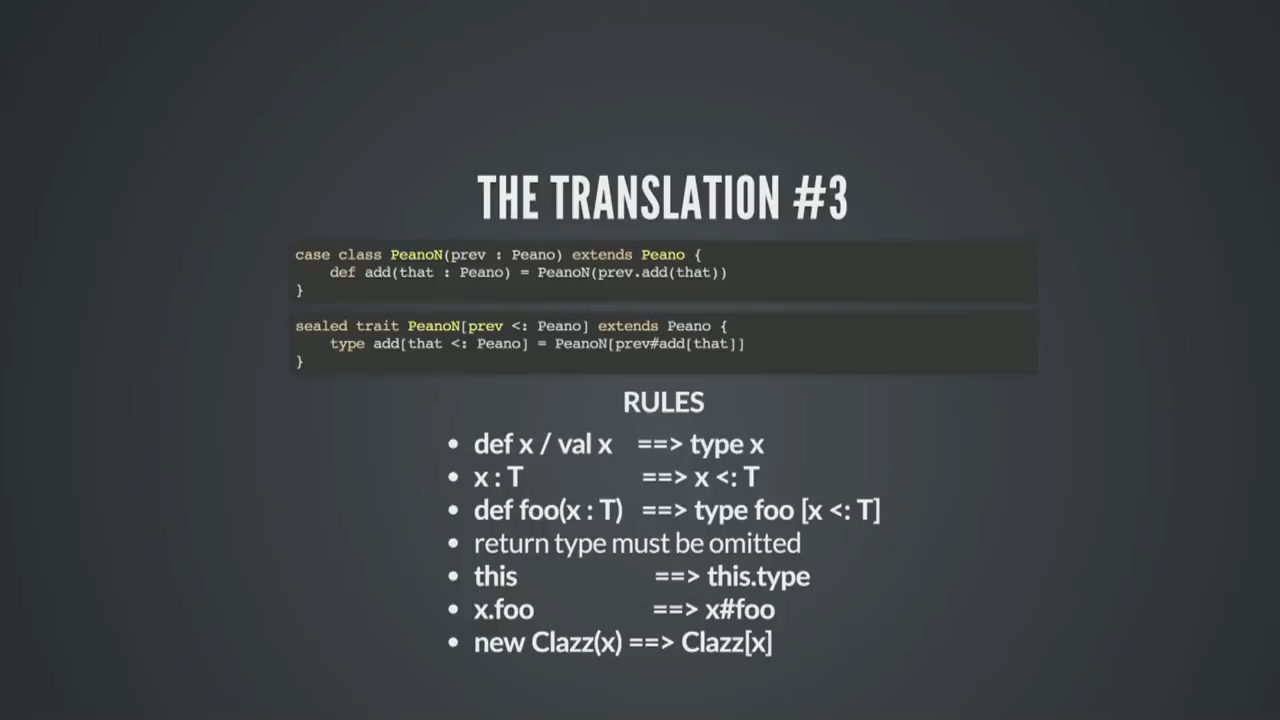 THE TRANSLATION #3
case class PeanoN(prev : Peano) extends Peano {
    def add(that : Peano) = PeanoN(prev.add(that))
}
sealed trait PeanoN[prev <: Peano] extends Peano {
    type add[that <: Peano] = PeanoN[prev#add[that]]
}
RULES
• def x / val x ==> type x
• x : T ==> x <: T
• def foo(x : T) ==> type foo [x <: T]
• return type must be omitted
• this ==> this.type
• x.foo ==> x#foo
• new Clazz(x) ==> Clazz[x]